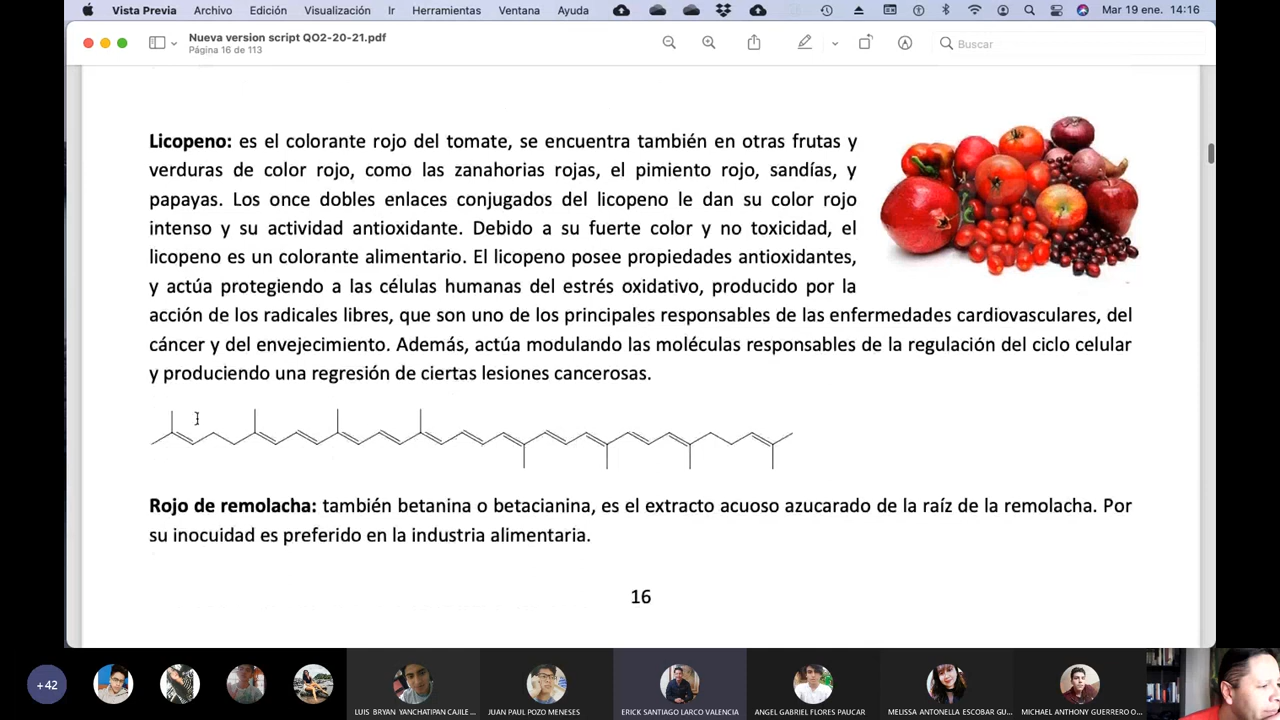 Vista Previa Archivo Edición Visualización Ir Herramientas Ventana Ayuda Mar 19 ene. 14:16
Nueva version script QO2-20-21.pdf
Página 16 de 113
Buscar
Licopeno: es el colorante rojo del tomate, se encuentra también en otras frutas y
verduras de color rojo, como las zanahorias rojas, el pimiento rojo, sandías, y
papayas. Los once dobles enlaces conjugados del licopeno le dan su color rojo
intenso y su actividad antioxidante. Debido a su fuerte color y no toxicidad, el
licopeno es un colorante alimentario. El licopeno posee propiedades antioxidantes,
y actúa protegiendo a las células humanas del estrés oxidativo, producido por la
acción de los radicales libres, que son uno de los principales responsables de las enfermedades cardiovasculares, del
cáncer y del envejecimiento. Además, actúa modulando las moléculas responsables de la regulación del ciclo celular
y produciendo una regresión de ciertas lesiones cancerosas.
Rojo de remolacha: también betanina o betacianina, es el extracto acuoso azucarado de la raíz de la remolacha. Por
su inocuidad es preferido en la industria alimentaria.
16
+42
LUIS BRYAN YANCHATIPAN CAJILE... JUAN PAUL POZO MENESES ERICK SANTIAGO LARCO VALENCIA ANGEL GABRIEL FLORES PAUCAR MELISSA ANTONELLA ESCOBAR GU... MICHAEL ANTHONY GUERRERO O...